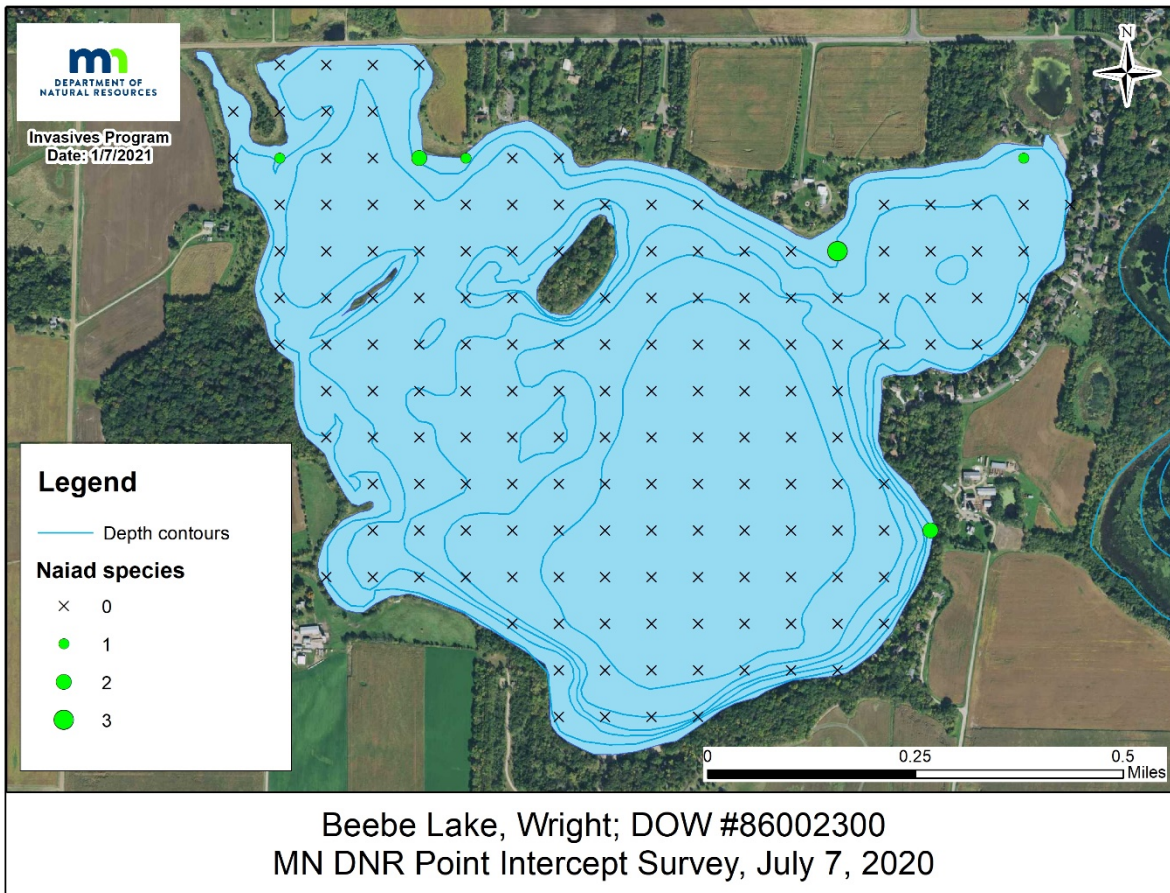 mn
DEPARTMENT OF
NATURAL RESOURCES
Invasives Program
Date: 1/7/2021
N
Legend
Depth contours
Naiad species
0
1
2
3
0 0.25 0.5
Miles
Beebe Lake, Wright; DOW #86002300
MN DNR Point Intercept Survey, July 7, 2020